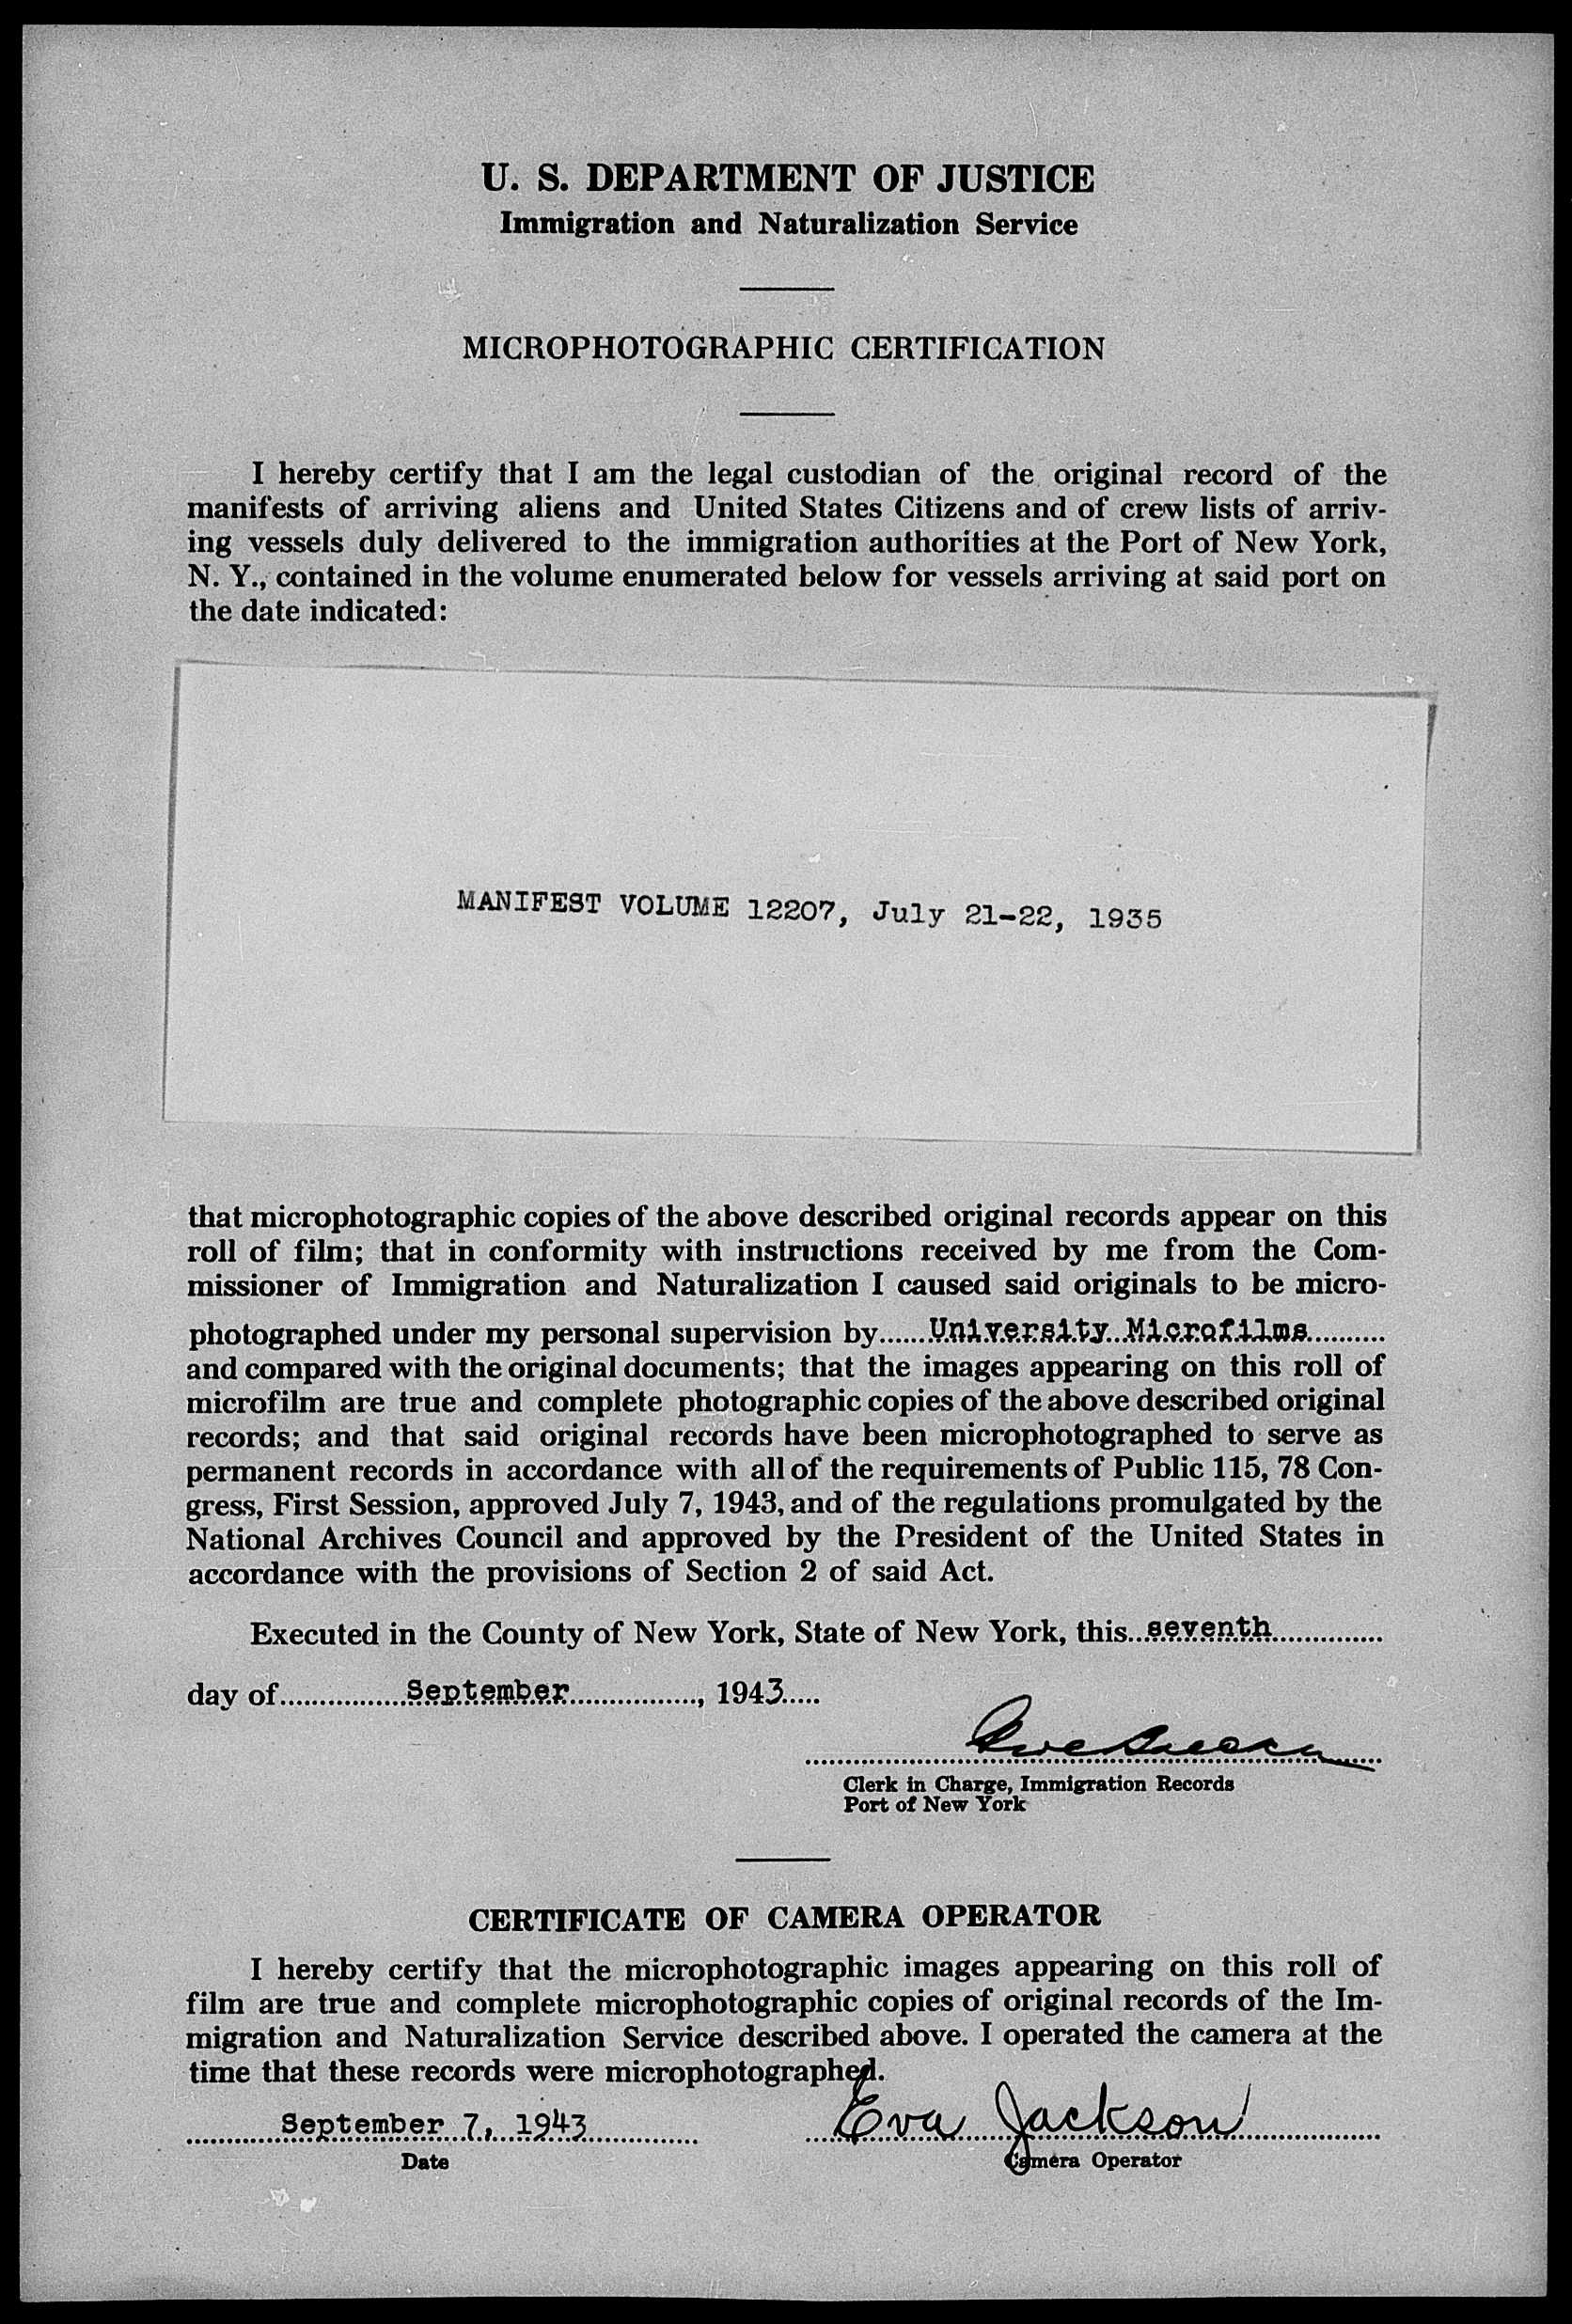 U. S. DEPARTMENT OF JUSTICE
Immigration and Naturalization Service
MICROPHOTOGRAPHIC CERTIFICATION
I hereby certify that I am the legal custodian of the original record of the
manifests of arriving aliens and United States Citizens and of crew lists of arriv-
ing vessels duly delivered to the immigration authorities at the Port of New York,
N. Y., contained in the volume enumerated below for vessels arriving at said port on
the date indicated:
MANIFEST VOLUME 12207, July 21-22, 1935
that microphotographic copies of the above described original records appear on this
roll of film; that in conformity with instructions received by me from the Com-
missioner of Immigration and Naturalization I caused said originals to be micro-
photographed under my personal supervision by......University Microfilms..........
and compared with the original documents; that the images appearing on this roll of
microfilm are true and complete photographic copies of the above described original
records; and that said original records have been microphotographed to serve as
permanent records in accordance with all of the requirements of Public 115, 78 Con-
gress, First Session, approved July 7, 1943, and of the regulations promulgated by the
National Archives Council and approved by the President of the United States in
accordance with the provisions of Section 2 of said Act.
Executed in the County of New York, State of New York, this...seventh..............
day of................September................, 1943.....
Clerk in Charge, Immigration Records
Port of New York
CERTIFICATE OF CAMERA OPERATOR
I hereby certify that the microphotographic images appearing on this roll of
film are true and complete microphotographic copies of original records of the Im-
migration and Naturalization Service described above. I operated the camera at the
time that these records were microphotographed.
September 7, 1943 Eva Jackson
Date Camera Operator